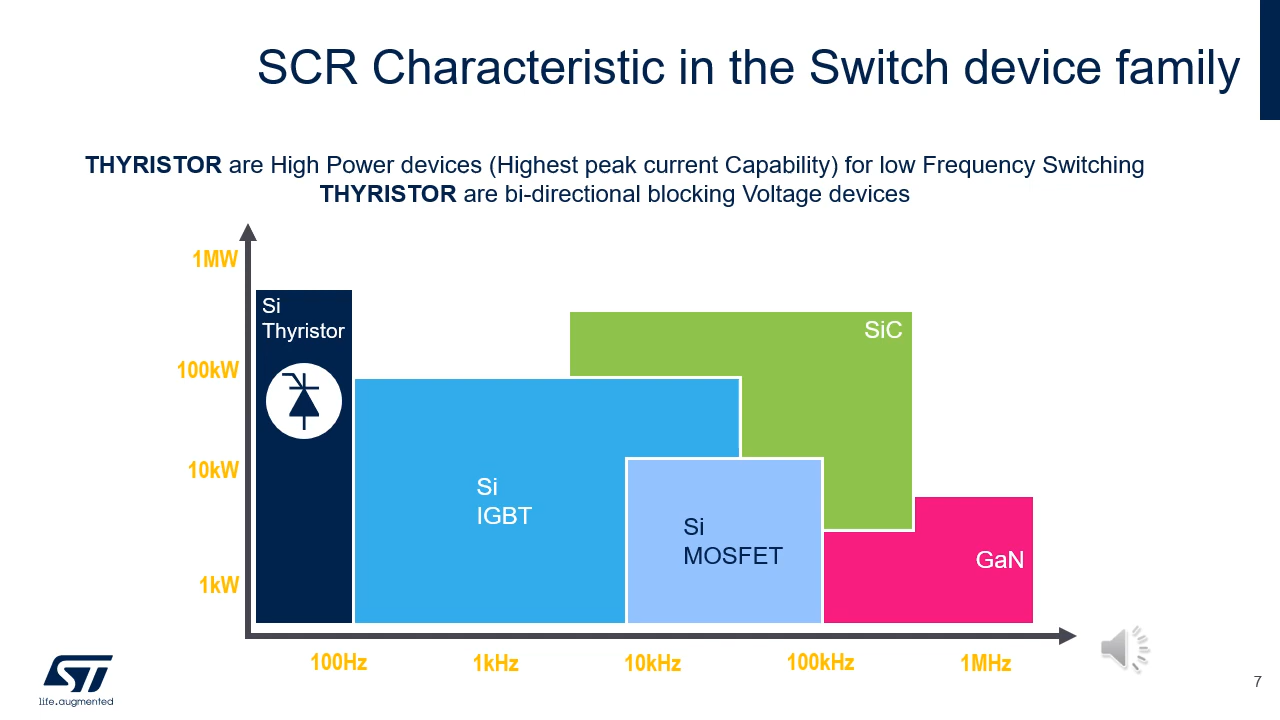 SCR Characteristic in the Switch device family
THYRISTOR are High Power devices (Highest peak current Capability) for low Frequency Switching
THYRISTOR are bi-directional blocking Voltage devices
1MW
Si
Thyristor
SiC
100kW
10kW
Si
IGBT
Si
MOSFET
GaN
1kW
100Hz
1kHz
10kHz
100kHz
1MHz
ST
life.augmented
7